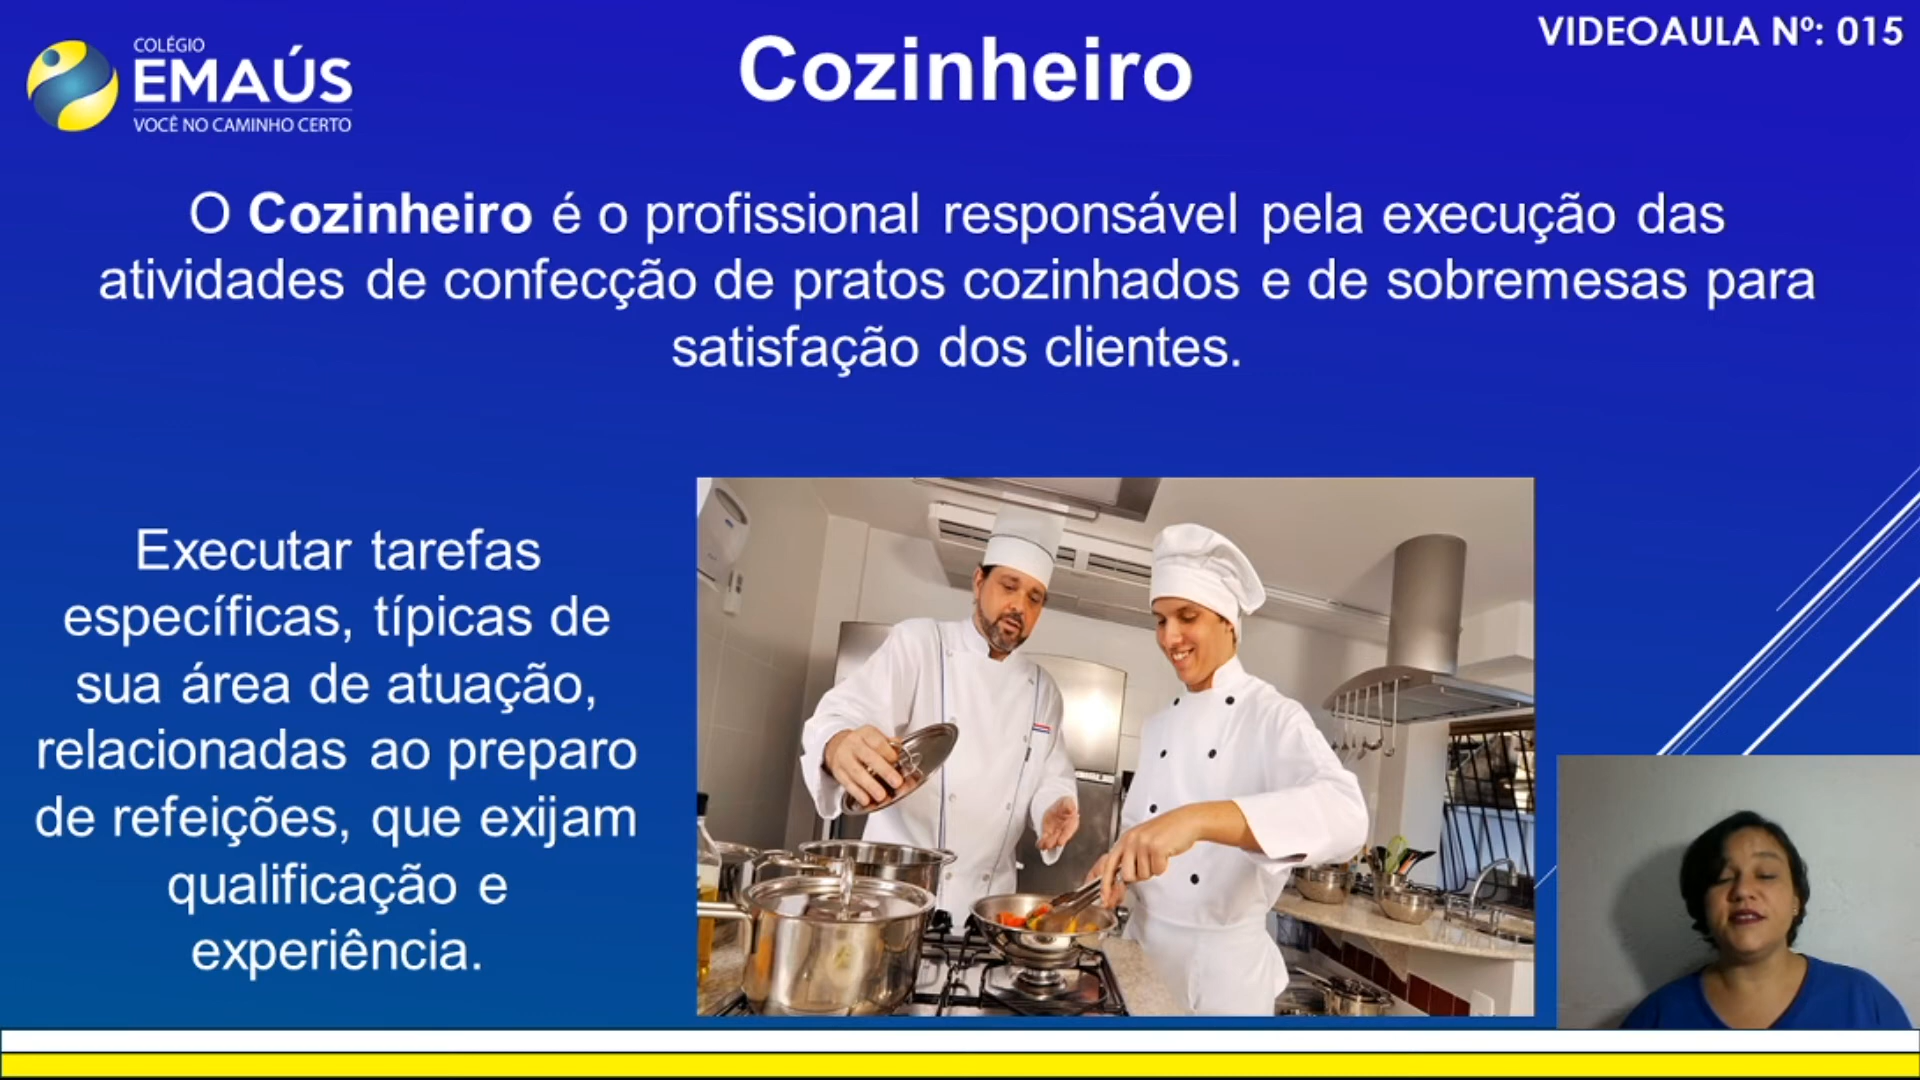 COLÉGIO
EMAÚS
VOCÊ NO CAMINHO CERTO
Cozinheiro
VIDEOAULA Nº: 015
O Cozinheiro é o profissional responsável pela execução das
atividades de confecção de pratos cozinhados e de sobremesas para
satisfação dos clientes.
Executar tarefas
específicas, típicas de
sua área de atuação,
relacionadas ao preparo
de refeições, que exijam
qualificação e
experiência.